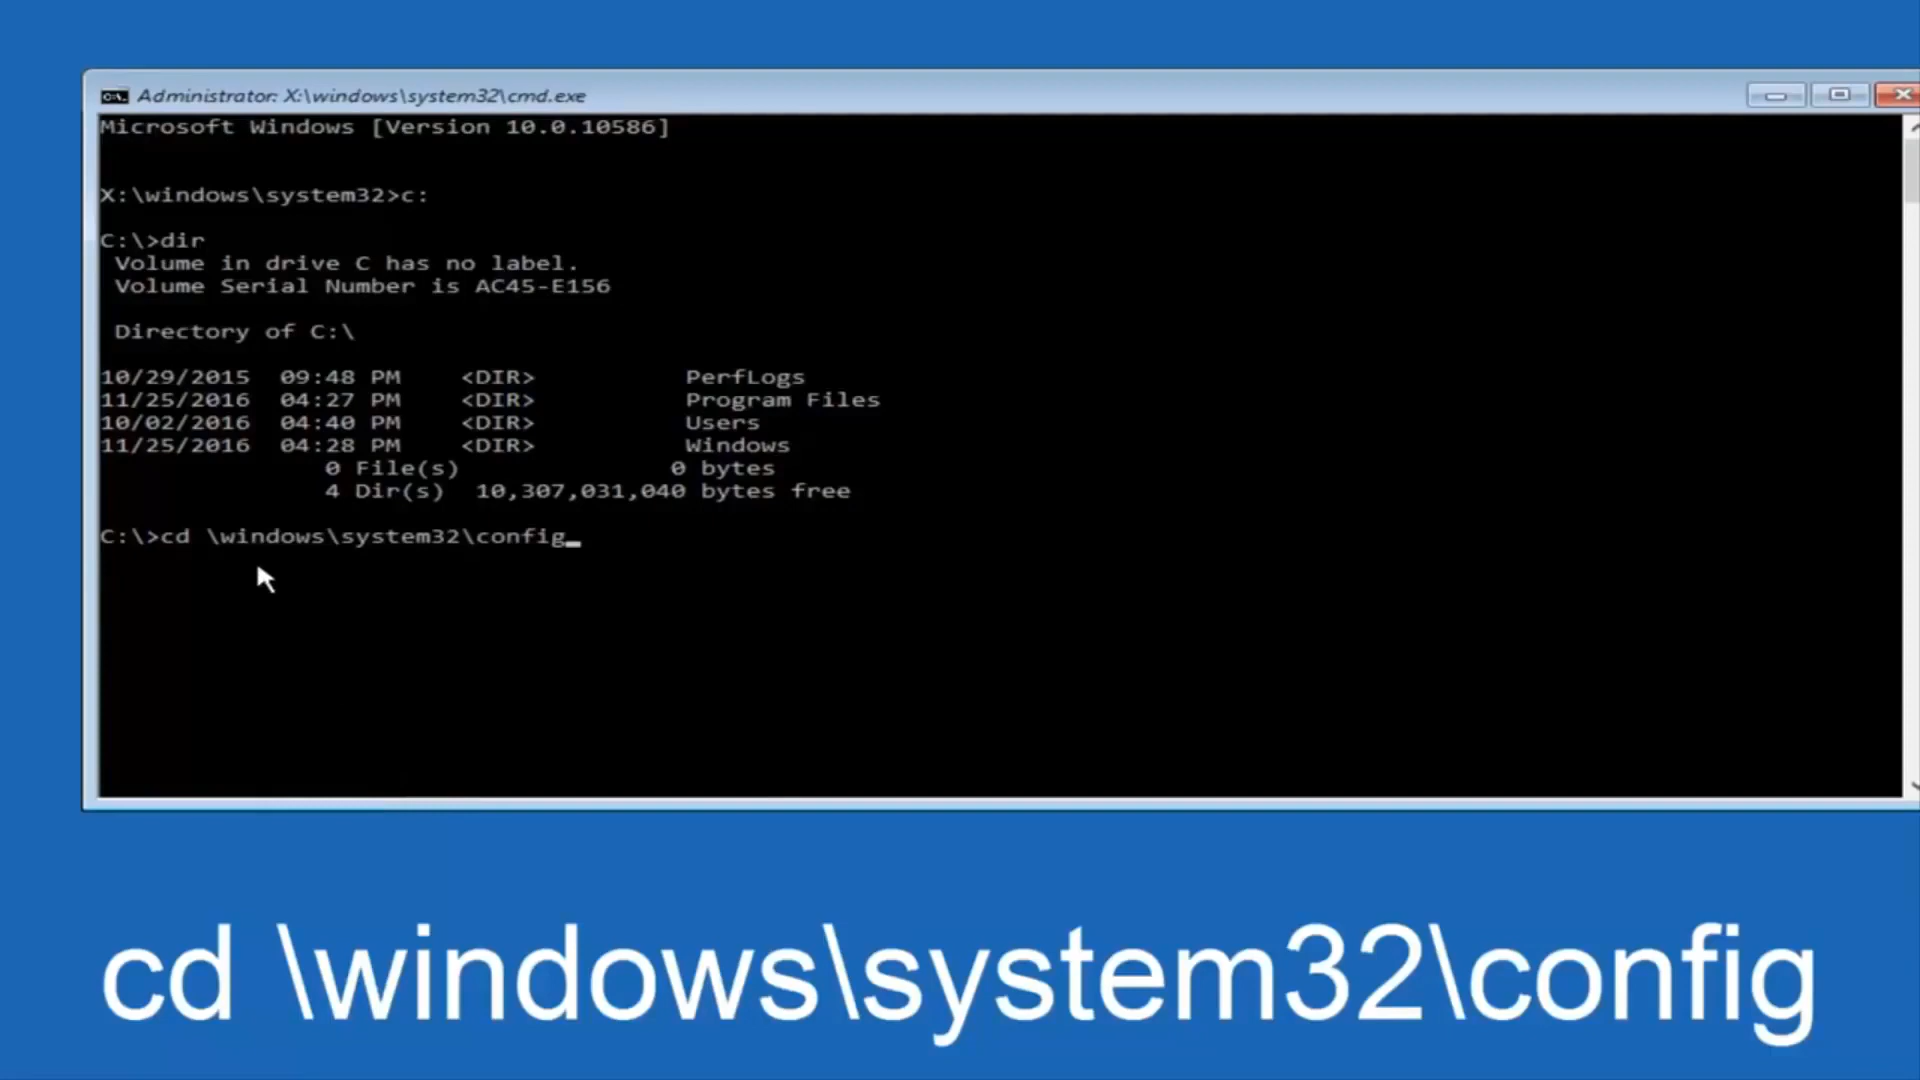 Administrator: X:\windows\system32\cmd.exe
Microsoft Windows [Version 10.0.10586]
X:\windows\system32>c:
C:\>dir
Volume in drive C has no label.
Volume Serial Number is AC45-E156
Directory of C:\
10/29/2015 09:48 PM <DIR> PerfLogs
11/25/2016 04:27 PM <DIR> Program Files
10/02/2016 04:40 PM <DIR> Users
11/25/2016 04:28 PM <DIR> Windows
0 File(s) 0 bytes
4 Dir(s) 10,307,031,040 bytes free
C:\>cd \windows\system32\config_
cd \windows\system32\config